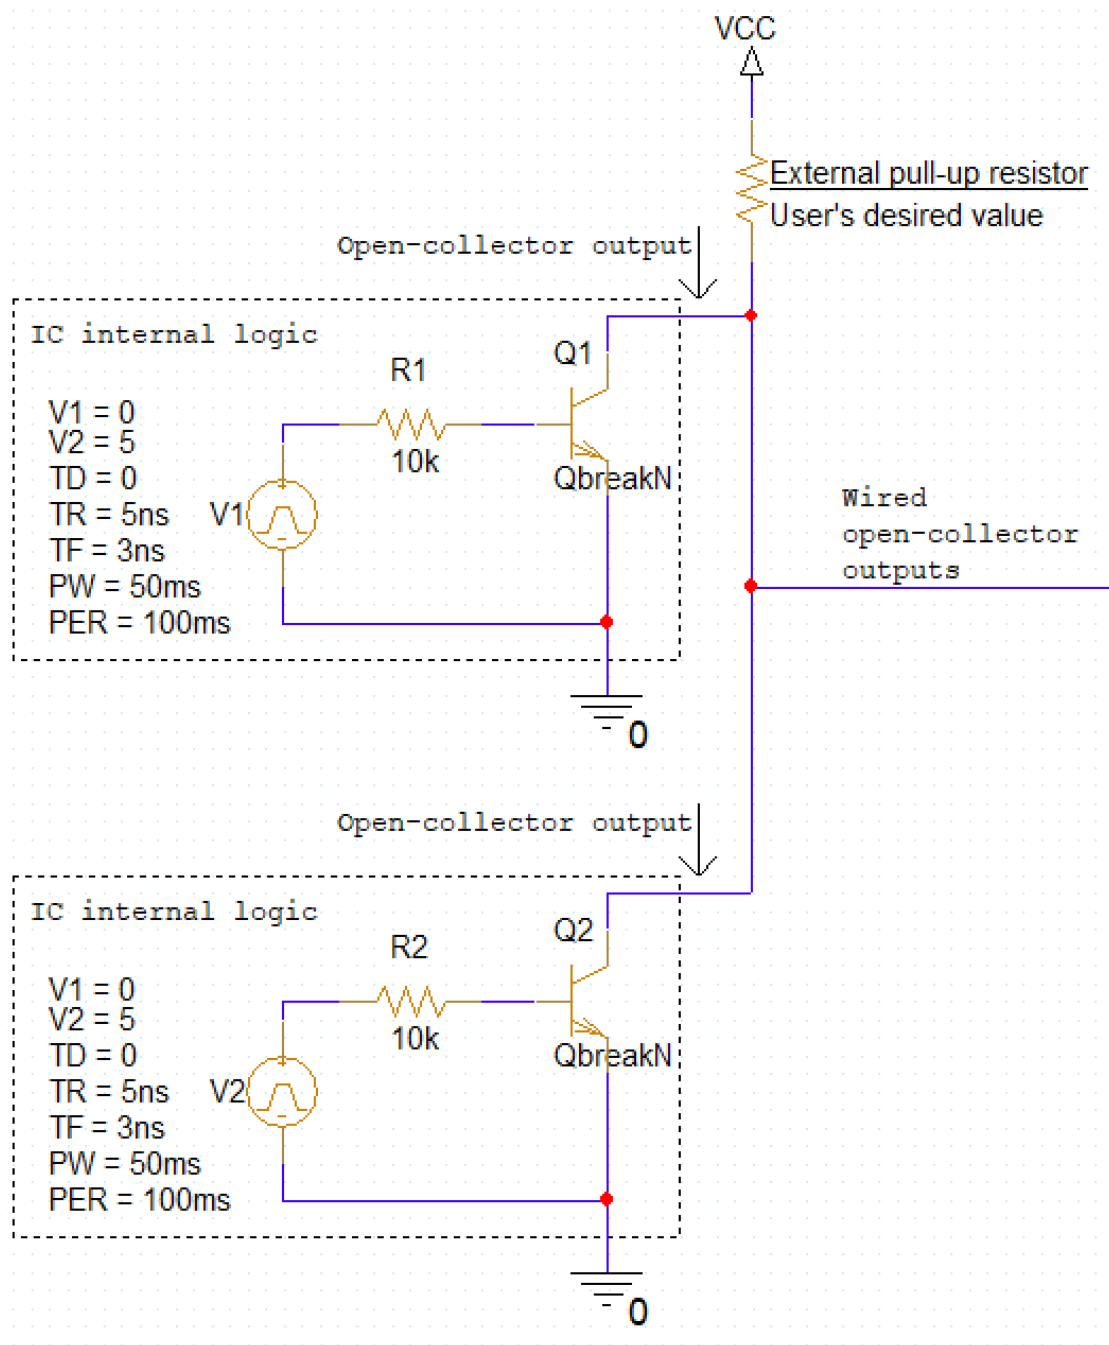 VCC
External pull-up resistor
User's desired value
Open-collector output
IC internal logic
Q1
R1
V1 = 0
V2 = 5
TD = 0
TR = 5ns
TF = 3ns
PW = 50ms
PER = 100ms
V1
10k
QbreakN
Wired
open-collector
outputs
0
Open-collector output
IC internal logic
Q2
R2
V1 = 0
V2 = 5
TD = 0
TR = 5ns
TF = 3ns
PW = 50ms
PER = 100ms
V2
10k
QbreakN
0